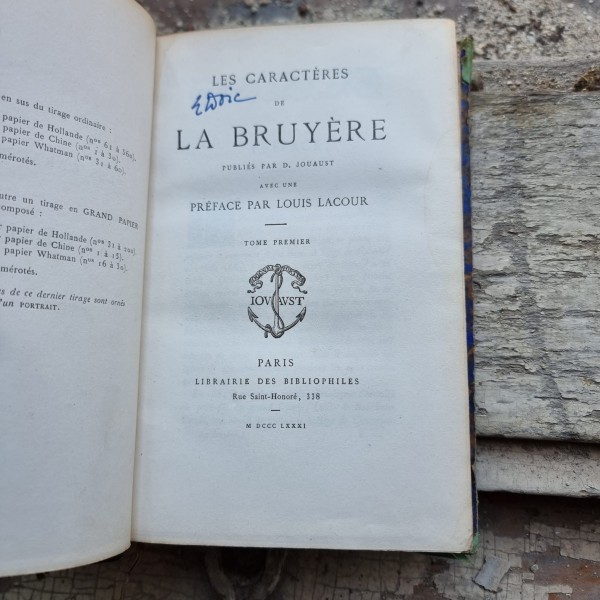 en sus du tirage ordinaire :
papier de Hollande (nos 61 à 560).
papier de Chine (nos 1 à 30).
papier Whatman (nos 31 à 60).
mérotés.
utre un tirage en GRAND PAPIER
composé :
papier de Hollande (nos 31 à
papier de Chine (nos 1 à 15).
papier Whatman (nos 16 à 30).
mérotés.
es de ce dernier tirage sont ornés
d'un PORTRAIT.
LES CARACTÈRES
DE
LA BRUYÈRE
PUBLIÉS PAR D. JOUAUST
AVEC UNE
PRÉFACE PAR LOUIS LACOUR
TOME PREMIER
IOVAVST
PARIS
LIBRAIRIE DES BIBLIOPHILES
Rue Saint-Honoré, 338
M DCCC LXXXI